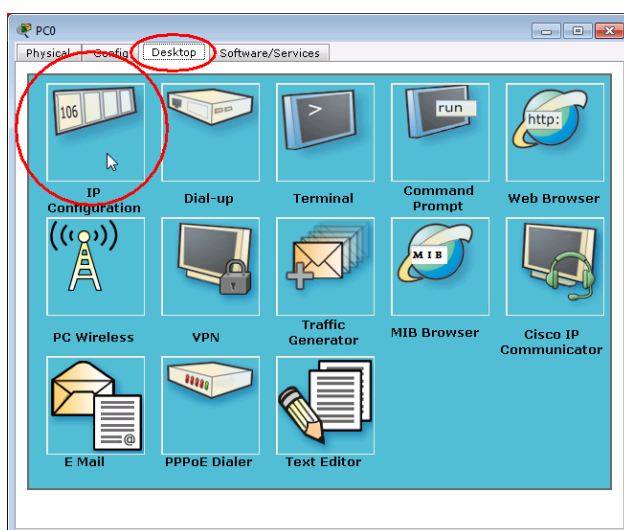 PC0
Physical Config Desktop Software/Services
106
>
run
http:
IP
Configuration
Dial-up
Terminal
Command
Prompt
Web Browser
MIB
PC Wireless
VPN
Traffic
Generator
MIB Browser
Cisco IP
Communicator
@
E Mail
PPPoE Dialer
Text Editor